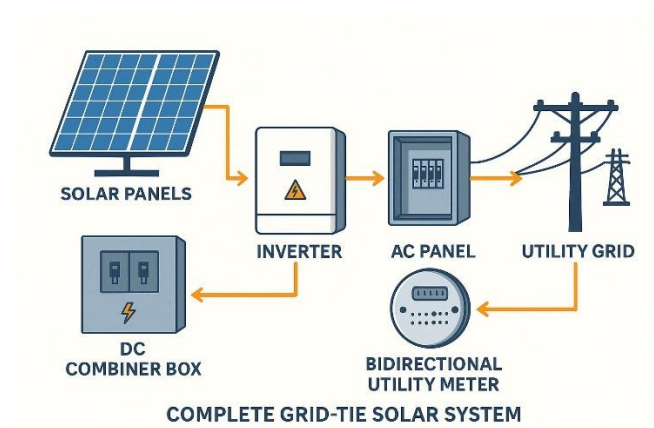 SOLAR PANELS
INVERTER
AC PANEL
UTILITY GRID
DC
COMBINER BOX
BIDIRECTIONAL
UTILITY METER
COMPLETE GRID-TIE SOLAR SYSTEM